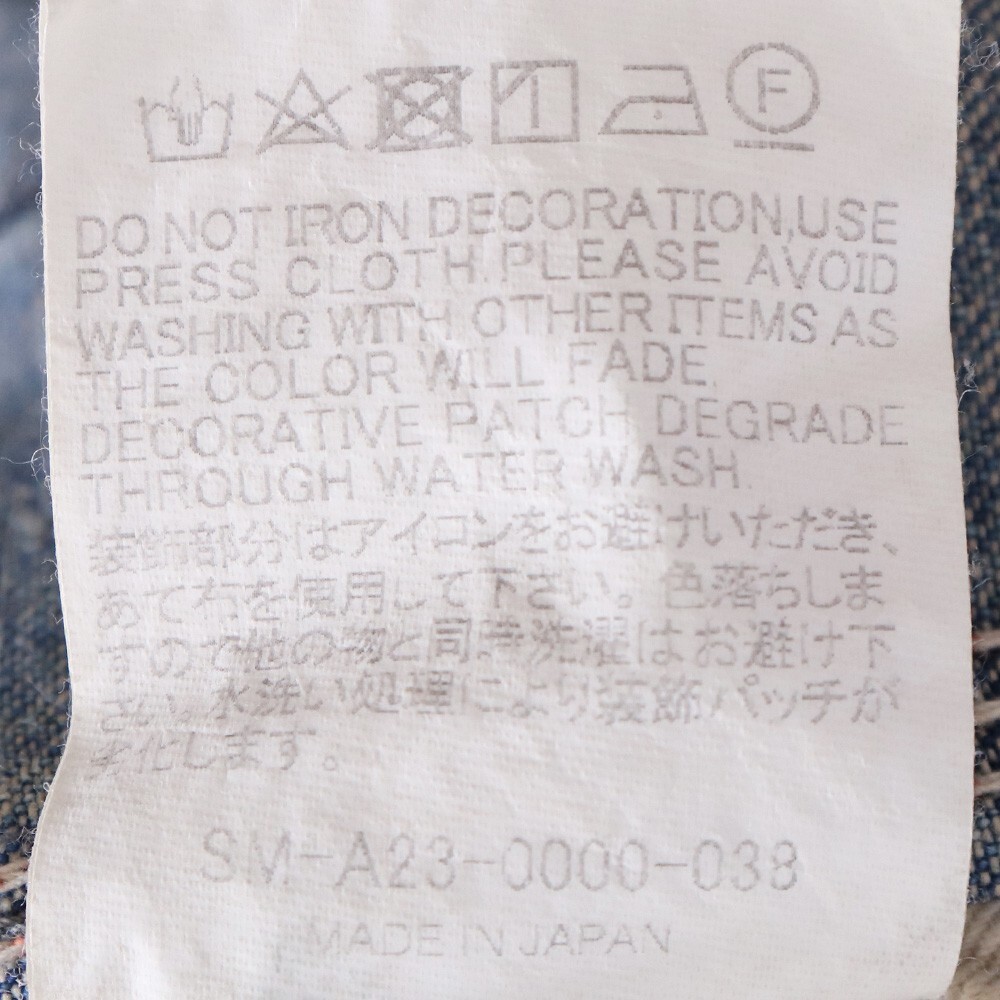 F
DO NOT IRON DECORATION,USE
PRESS CLOTH.PLEASE AVOID
WASHING WITH OTHER ITEMS AS
THE COLOR WILL FADE.
DECORATIVE PATCH DEGRADE
THROUGH WATER WASH.
装飾部分はアイコンをお避けいただき、
あて布を使用して下さい。色落ちしま
すので他の物と同時洗濯はお避け下
さい。水洗い処理により装飾パッチが
劣化します。
SM-A23-0000-038
MADE IN JAPAN